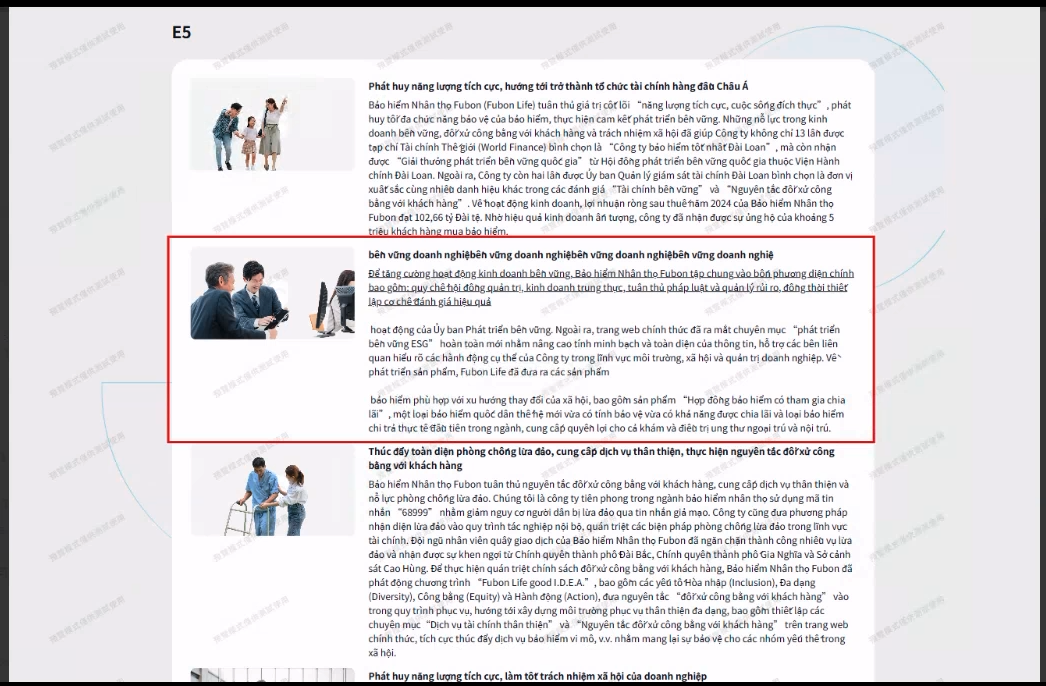 E5
Phát huy năng lượng tích cực, hướng tới trở thành tổ chức tài chính hàng đầu Châu Á
Bảo hiểm Nhân thọ Fubon (Fubon Life) tuân thủ giá trị cốt lõi “năng lượng tích cực, cuộc sống đích thực”, phát
huy tối đa chức năng bảo vệ của bảo hiểm, thực hiện cam kết phát triển bền vững. Những nỗ lực trong kinh
doanh bền vững, đối xử công bằng với khách hàng và trách nhiệm xã hội đã giúp Công ty không chỉ 13 lần được
tạp chí Tài chính Thế giới (World Finance) bình chọn là “Công ty bảo hiểm tốt nhất Đài Loan”, mà còn nhận
được “Giải thưởng phát triển bền vững quốc gia” từ Hội đồng phát triển bền vững quốc gia thuộc Viện Hành
chính Đài Loan. Ngoài ra, Công ty còn hai lần được Ủy ban Quản lý giám sát tài chính Đài Loan bình chọn là đơn vị
xuất sắc cùng nhiều danh hiệu khác trong các đánh giá “Tài chính bền vững” và “Nguyên tắc đối xử công
bằng với khách hàng”. Về hoạt động kinh doanh, lợi nhuận ròng sau thuế năm 2024 của Bảo hiểm Nhân thọ
Fubon đạt 102,66 tỷ Đài tệ. Nhờ hiệu quả kinh doanh ấn tượng, công ty đã nhận được sự ủng hộ của khoảng 5
triệu khách hàng mua bảo hiểm.
bền vững doanh nghiệpbền vững doanh nghiệpbền vững doanh nghiệpbền vững doanh nghiệ
Để tăng cường hoạt động kinh doanh bền vững, Bảo hiểm Nhân thọ Fubon tập chung vào bốn phương diện chính
bao gồm: quy chế hội đồng quản trị, kinh doanh trung thực, tuân thủ pháp luật và quản lý rủi ro, đồng thời thiết
lập cơ chế đánh giá hiệu quả
hoạt động của Ủy ban Phát triển bền vững. Ngoài ra, trang web chính thức đã ra mắt chuyên mục “phát triển
bền vững ESG” hoàn toàn mới nhằm nâng cao tính minh bạch và toàn diện của thông tin, hỗ trợ các bên liên
quan hiểu rõ các hành động cụ thể của Công ty trong lĩnh vực môi trường, xã hội và quản trị doanh nghiệp. Về
phát triển sản phẩm, Fubon Life đã đưa ra các sản phẩm
bảo hiểm phù hợp với xu hướng thay đổi của xã hội, bao gồm sản phẩm “Hợp đồng bảo hiểm có tham gia chia
lãi”, một loại bảo hiểm quốc dân thế hệ mới vừa có tính bảo vệ vừa có khả năng được chia lãi và loại bảo hiểm
chi trả thực tế đầu tiên trong ngành, cung cấp quyền lợi cho cả khám và điều trị ung thư ngoại trú và nội trú.
Thúc đẩy toàn diện phòng chống lừa đảo, cung cấp dịch vụ thân thiện, thực hiện nguyên tắc đối xử công
bằng với khách hàng
Bảo hiểm Nhân thọ Fubon tuân thủ nguyên tắc đối xử công bằng với khách hàng, cung cấp dịch vụ thân thiện và
nỗ lực phòng chống lừa đảo. Chúng tôi là công ty tiên phong trong ngành bảo hiểm nhân thọ sử dụng mã tin
nhắn “68999” nhằm giảm nguy cơ người dân bị lừa đảo qua tin nhắn giả mạo. Công ty cũng đưa phương pháp
nhận diện lừa đảo vào quy trình tác nghiệp nội bộ, quán triệt các biện pháp phòng chống lừa đảo trong lĩnh vực
tài chính. Đội ngũ nhân viên quầy giao dịch của Bảo hiểm Nhân thọ Fubon đã ngăn chặn thành công nhiều vụ lừa
đảo và nhận được sự khen ngợi từ Chính quyền thành phố Đài Bắc, Chính quyền thành phố Gia Nghĩa và Sở cảnh
sát Cao Hùng. Để thực hiện quán triệt chính sách đối xử công bằng với khách hàng, Bảo hiểm Nhân thọ Fubon đã
phát động chương trình “Fubon Life good I.D.E.A.”, bao gồm các yếu tố Hòa nhập (Inclusion), Đa dạng
(Diversity), Công bằng (Equity) và Hành động (Action), đưa nguyên tắc “đối xử công bằng với khách hàng” vào
trong quy trình phục vụ, hướng tới xây dựng môi trường phục vụ thân thiện đa dạng, bao gồm thiết lập các
chuyên mục “Dịch vụ tài chính thân thiện” và “Nguyên tắc đối xử công bằng với khách hàng” trên trang web
chính thức, tích cực thúc đẩy dịch vụ bảo hiểm vi mô, v.v. nhằm mang lại sự bảo vệ cho các nhóm yếu thế trong
xã hội.
Phát huy năng lượng tích cực, làm tốt trách nhiệm xã hội của doanh nghiệp